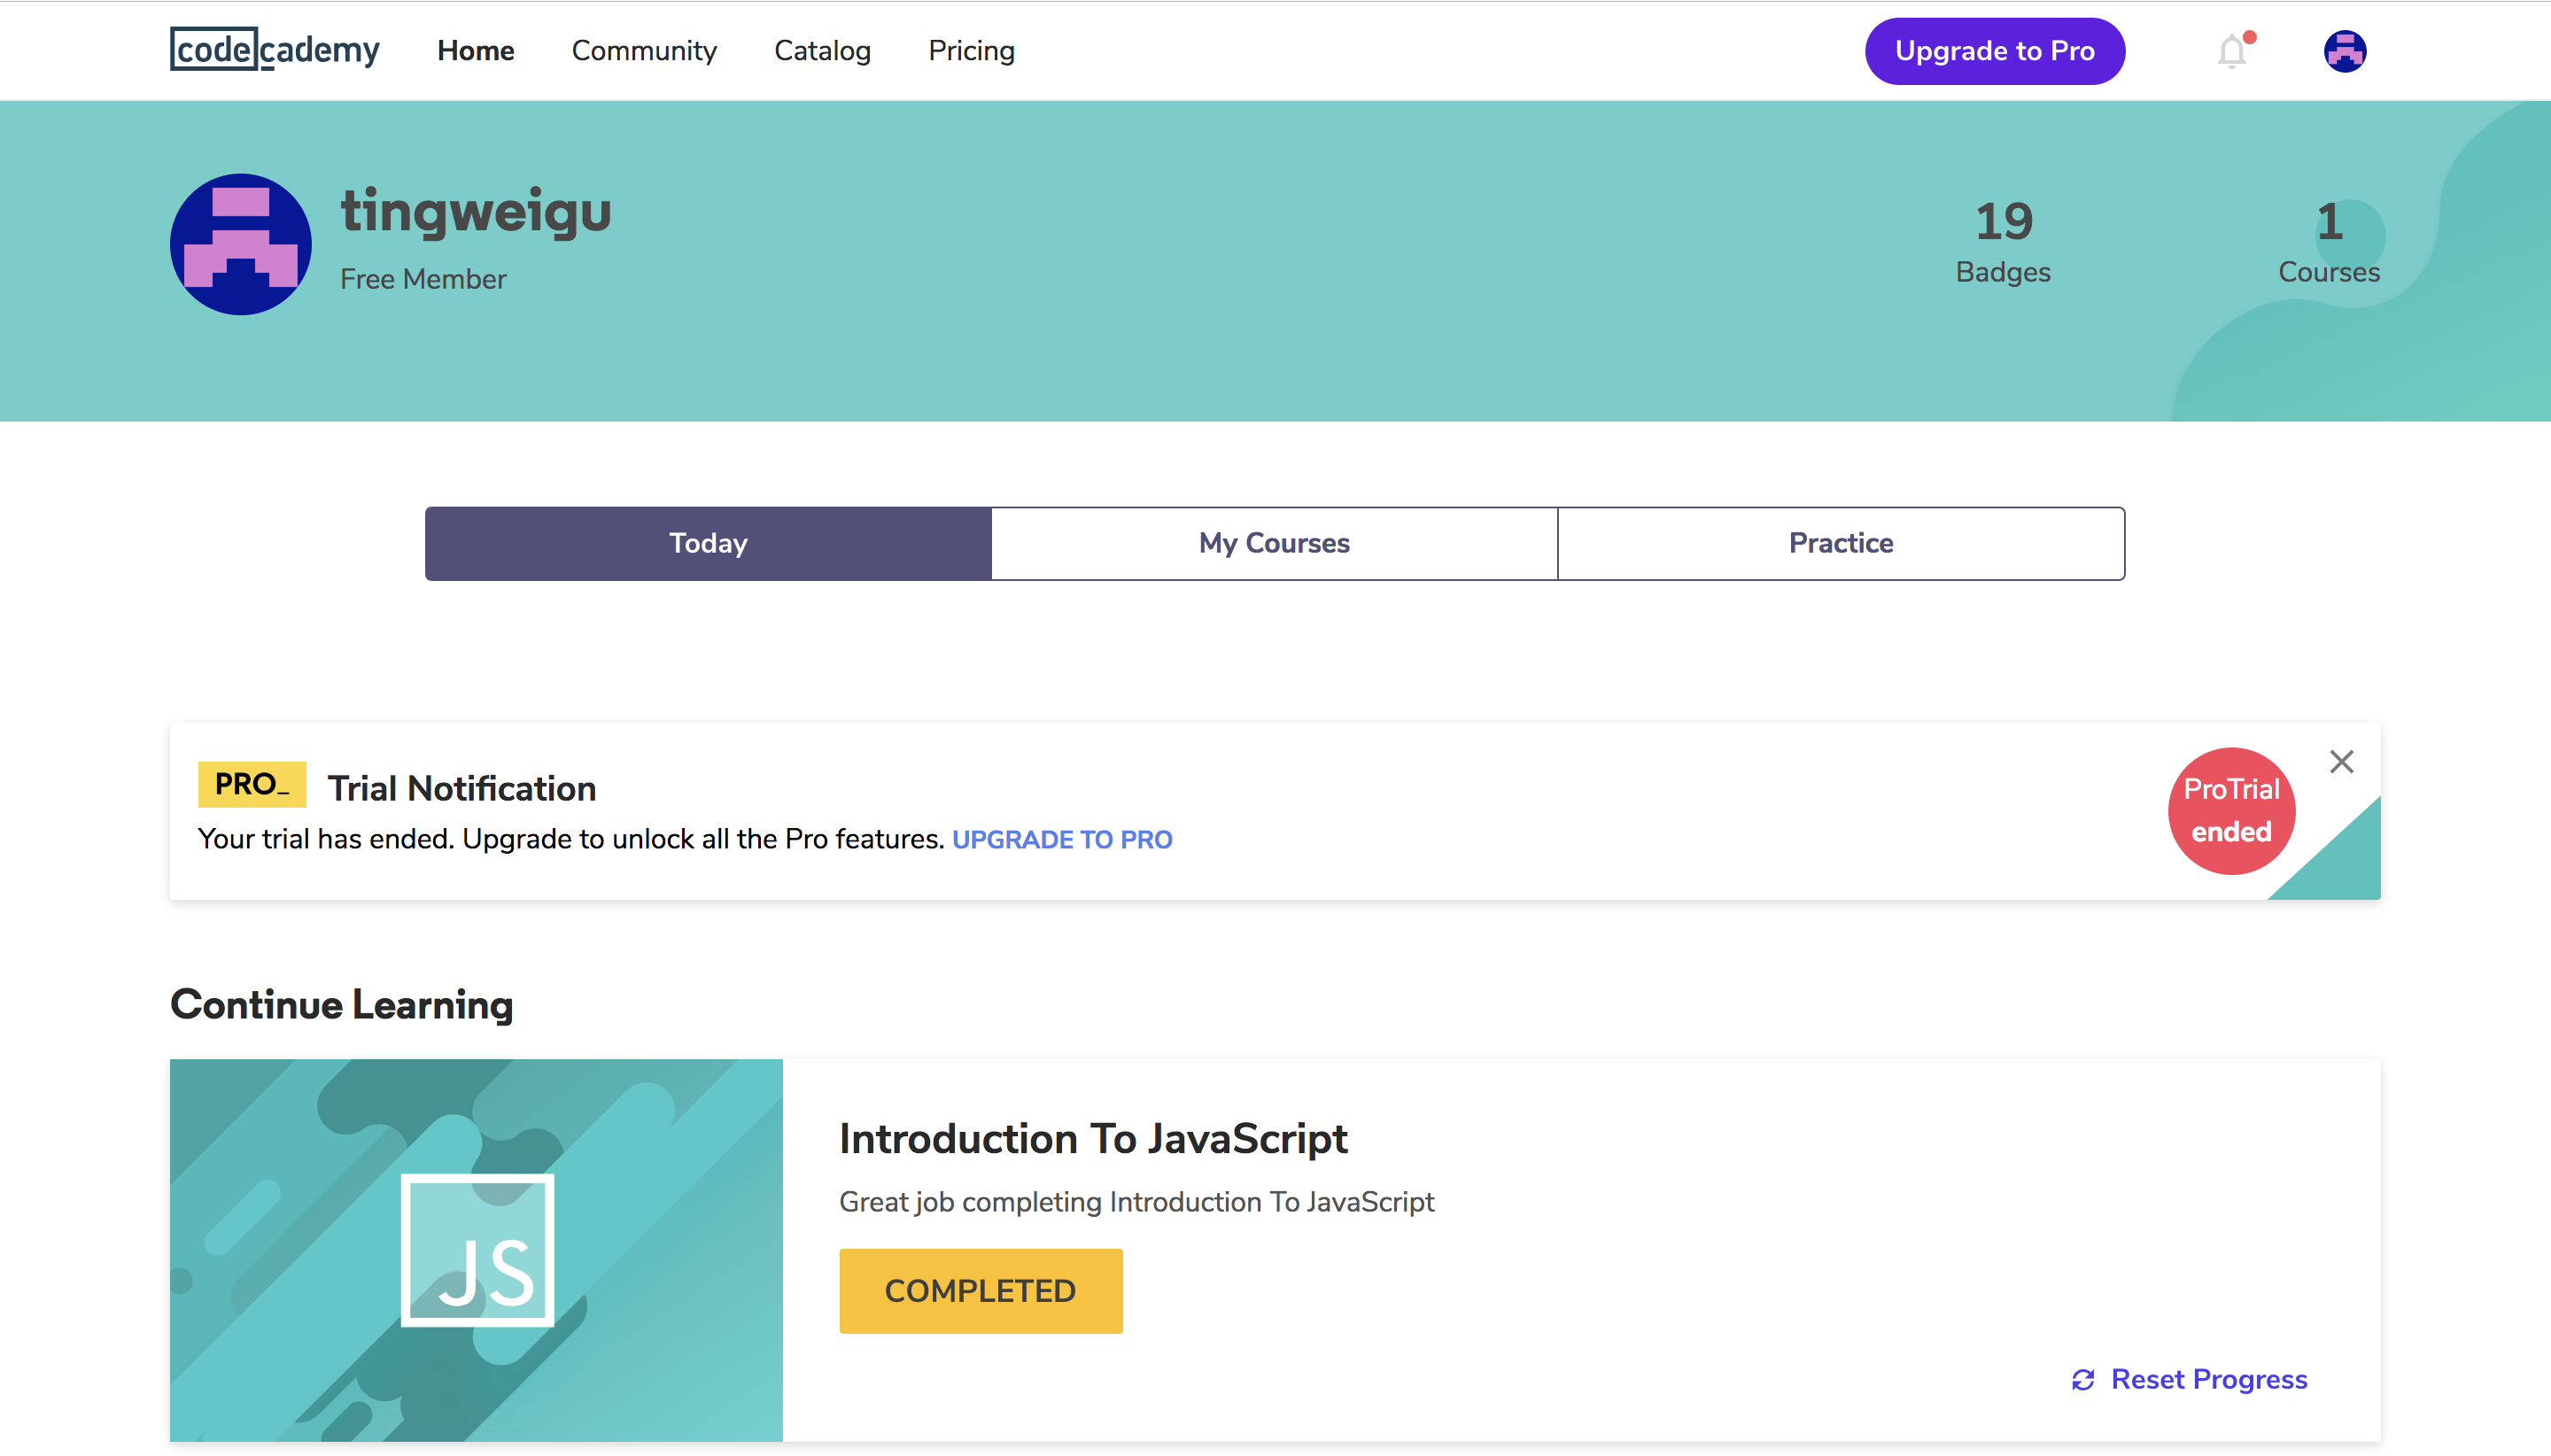 codecademy Home Community Catalog Pricing Upgrade to Pro
tingweigu
Free Member
19
Badges
1
Courses
Today My Courses Practice
PRO_ Trial Notification
Your trial has ended. Upgrade to unlock all the Pro features. UPGRADE TO PRO
ProTrial
ended
Continue Learning
JS
Introduction To JavaScript
Great job completing Introduction To JavaScript
COMPLETED
Reset Progress